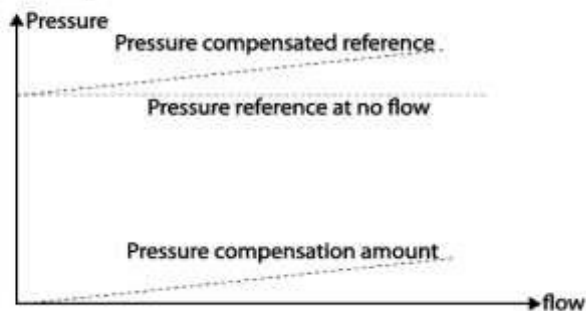 Pressure
Pressure compensated reference
Pressure reference at no flow
Pressure compensation amount
flow